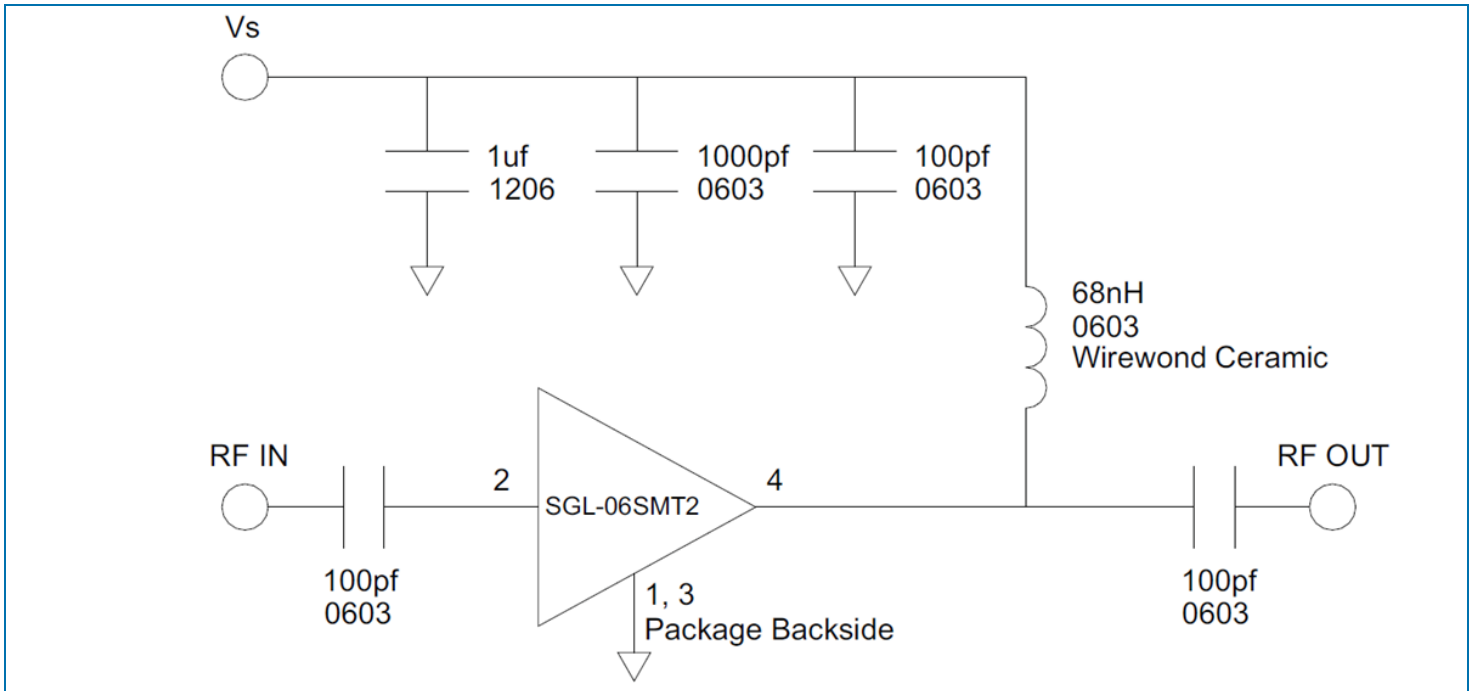 Vs
1uf
1206
1000pf
0603
100pf
0603
68nH
0603
Wirewond Ceramic
RF IN
2
SGL-06SMT2
4
RF OUT
100pf
0603
1, 3
Package Backside
100pf
0603